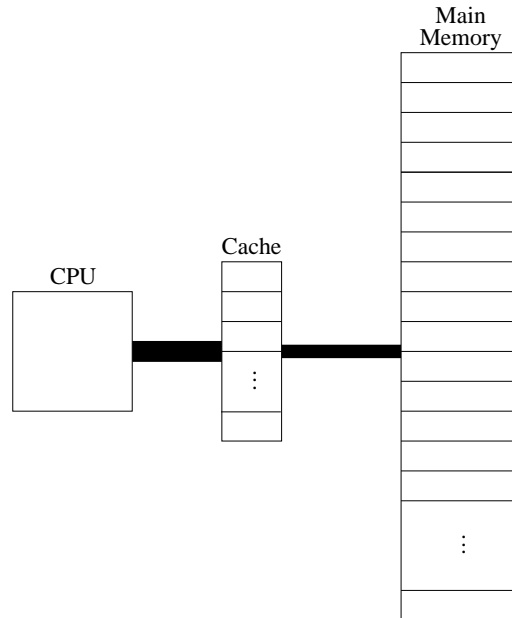 Main
Memory
Cache
CPU
⋮
⋮